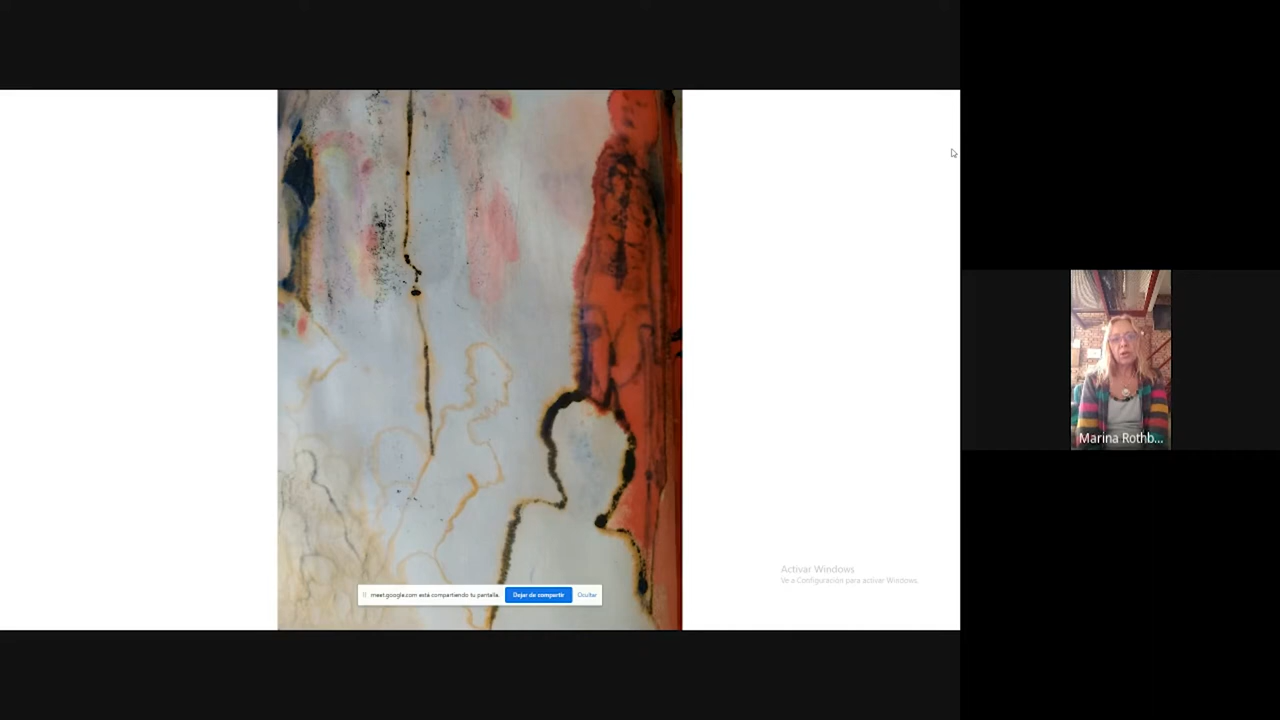 Activar Windows
Ve a Configuración para activar Windows.
meet.google.com está compartiendo tu pantalla.
Dejar de compartir
Ocultar
Marina Rothb...